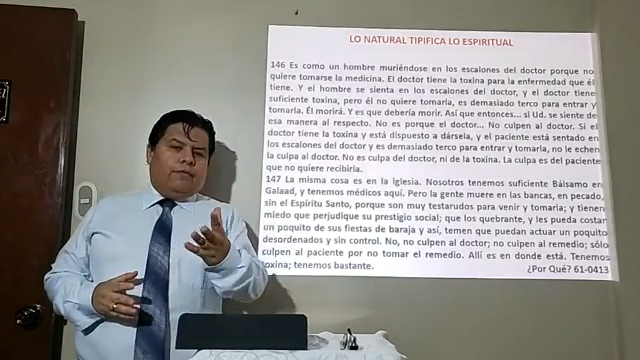 LO NATURAL TIPIFICA LO ESPIRITUAL
146 Es como un hombre muriéndose en los escalones del doctor porque no
quiere tomarse la medicina. El doctor tiene la toxina para la enfermedad que él
tiene. Y el hombre se sienta en los escalones del doctor, y el doctor tiene
suficiente toxina, pero él no quiere tomarla, es demasiado terco para entrar y
tomarla. Él morirá. Y es que debería morir. Así que entonces... si Ud. se siente de
esa manera al respecto. No es porque el doctor... No culpen al doctor. Si el
doctor tiene la toxina y está dispuesto a dársela, y el paciente está sentado en
los escalones del doctor y es demasiado terco para entrar y tomarla, no le echen
la culpa al doctor. No es culpa del doctor, ni de la toxina. La culpa es del paciente
que no quiere recibirla.
147 La misma cosa es en la iglesia. Nosotros tenemos suficiente Bálsamo en
Galaad, y tenemos médicos aquí. Pero la gente muere en las bancas, en pecado,
sin el Espíritu Santo, porque son muy testarudos para venir y tomarla; y tienen
miedo que perjudique su prestigio social; que los quebrante, y les pueda costar
un poquito de sus fiestas de baraja y así, temen que puedan actuar un poquito
desordenados y sin control. No, no culpen al doctor; no culpen al remedio; sólo
culpen al paciente por no tomar el remedio. Allí es en donde está. Tenemos
toxina; tenemos bastante. ¿Por Qué? 61-0413